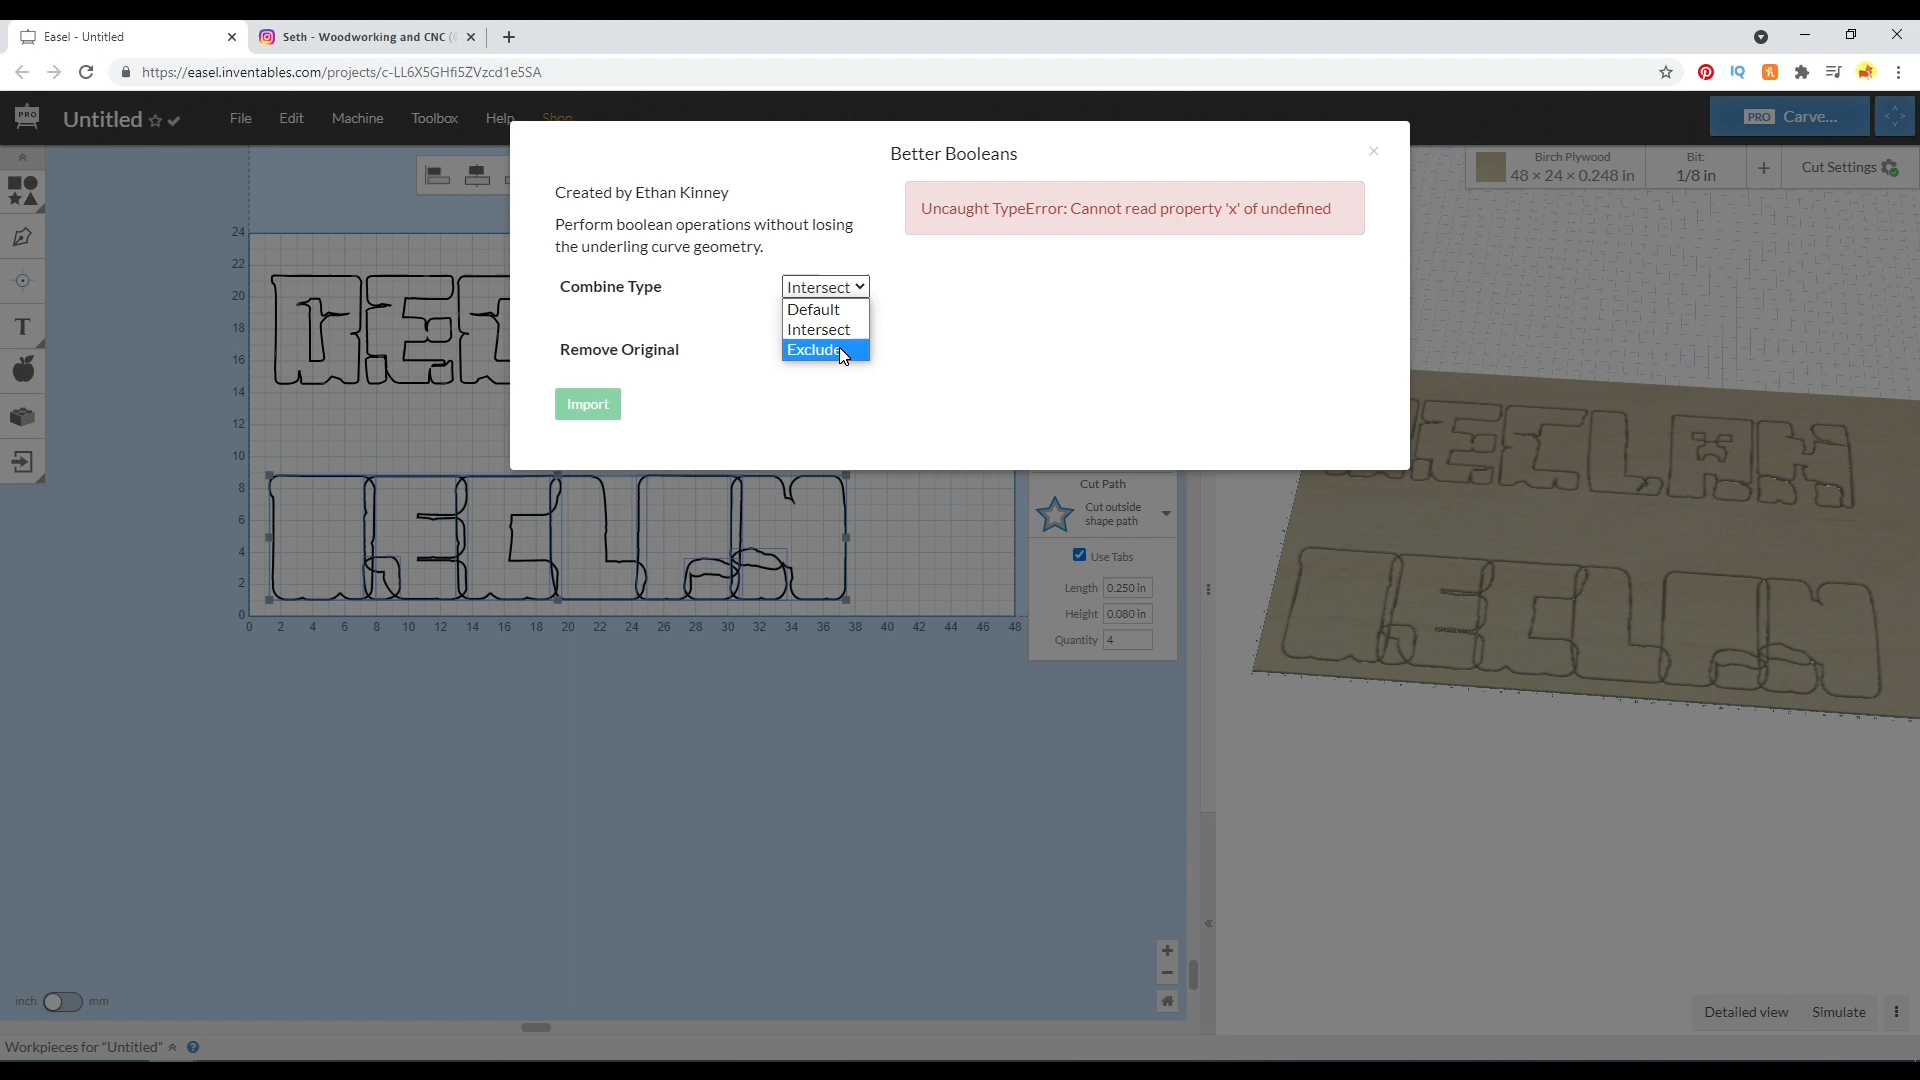 Easel - Untitled
Seth - Woodworking and CNC (
https://easel.inventables.com/projects/c-LL6X5GHfi5ZVzcd1e5SA
PRO
Untitled
File Edit Machine Toolbox Help Shop
PRO Carve...
Better Booleans
Created by Ethan Kinney
Perform boolean operations without losing
the underling curve geometry.
Uncaught TypeError: Cannot read property 'x' of undefined
Combine Type
Intersect
Default
Intersect
Exclude
Remove Original
Import
Birch Plywood
48 × 24 × 0.248 in
Bit:
1/8 in
Cut Settings
T
24
22
20
18
16
14
12
10
8
6
4
2
0
0 2 4 6 8 10 12 14 16 18 20 22 24 26 28 30 32 34 36 38 40 42 44 46 48
DECLAN
DECLAN
Cut Path
Cut outside
shape path
Use Tabs
Length 0.250 in
Height 0.080 in
Quantity 4
inch mm
Detailed view Simulate
Workpieces for "Untitled"